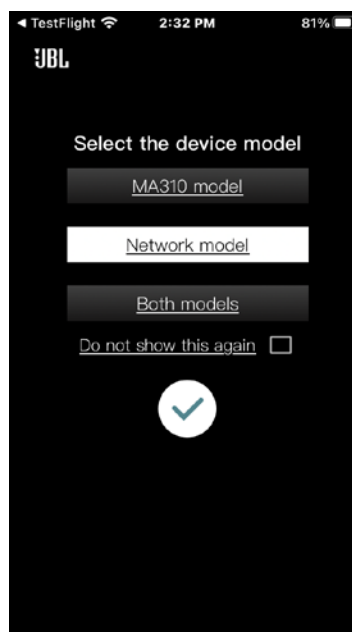 ◀ TestFlight 2:32 PM 81%
JBL
Select the device model
MA310 model
Network model
Both models
Do not show this again